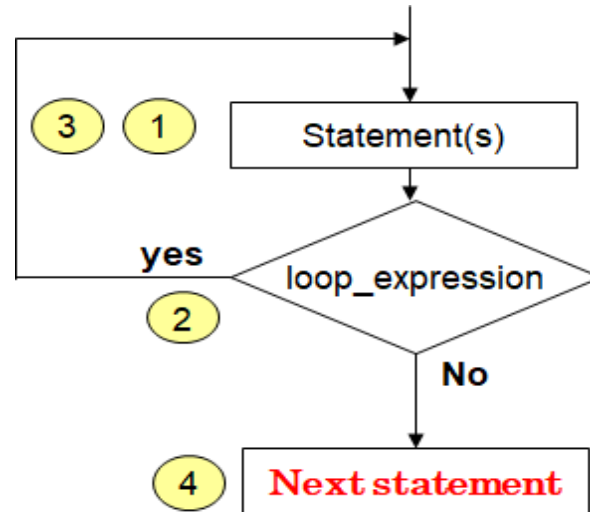 3 1 Statement(s)
yes loop_expression
2
No
4 Next statement